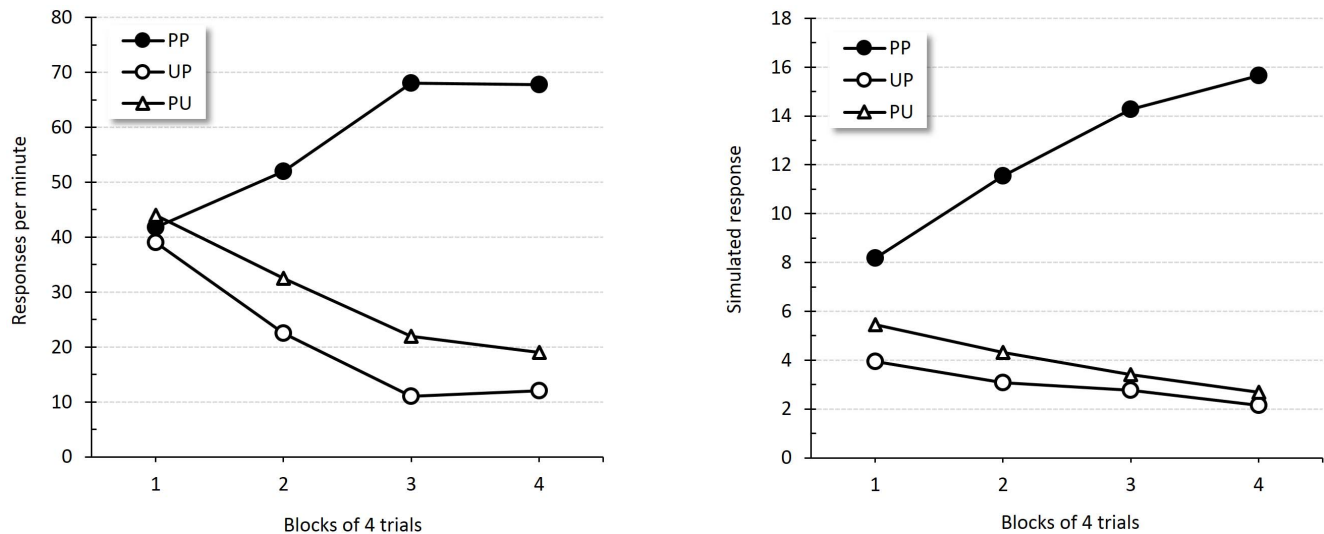 80
70
60
50
40
30
20
10
0
Responses per minute
PP
UP
PU
1 2 3 4
Blocks of 4 trials
18
16
14
12
10
8
6
4
2
0
Simulated response
PP
UP
PU
1 2 3 4
Blocks of 4 trials